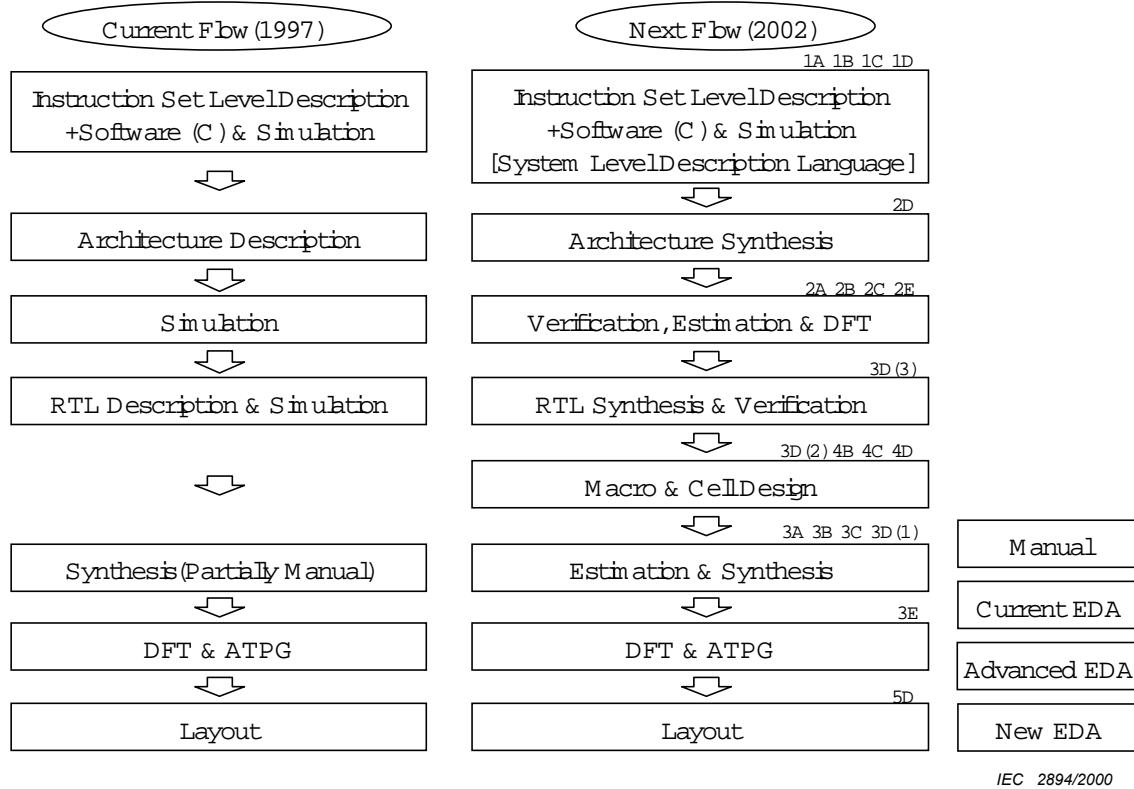 Current Flow (1997)
Instruction Set Level Description
+Software (C) & Simulation
Architecture Description
Simulation
RTL Description & Simulation
Synthesis(Partially Manual)
DFT & ATPG
Layout
Next Flow (2002)
1A 1B 1C 1D
Instruction Set Level Description
+Software (C) & Simulation
[System Level Description Language]
2D
Architecture Synthesis
2A 2B 2C 2E
Verification, Estimation & DFT
3D (3)
RTL Synthesis & Verification
3D (2) 4B 4C 4D
Macro & Cell Design
3A 3B 3C 3D (1)
Estimation & Synthesis
3E
DFT & ATPG
5D
Layout
Manual
Current EDA
Advanced EDA
New EDA
IEC 2894/2000